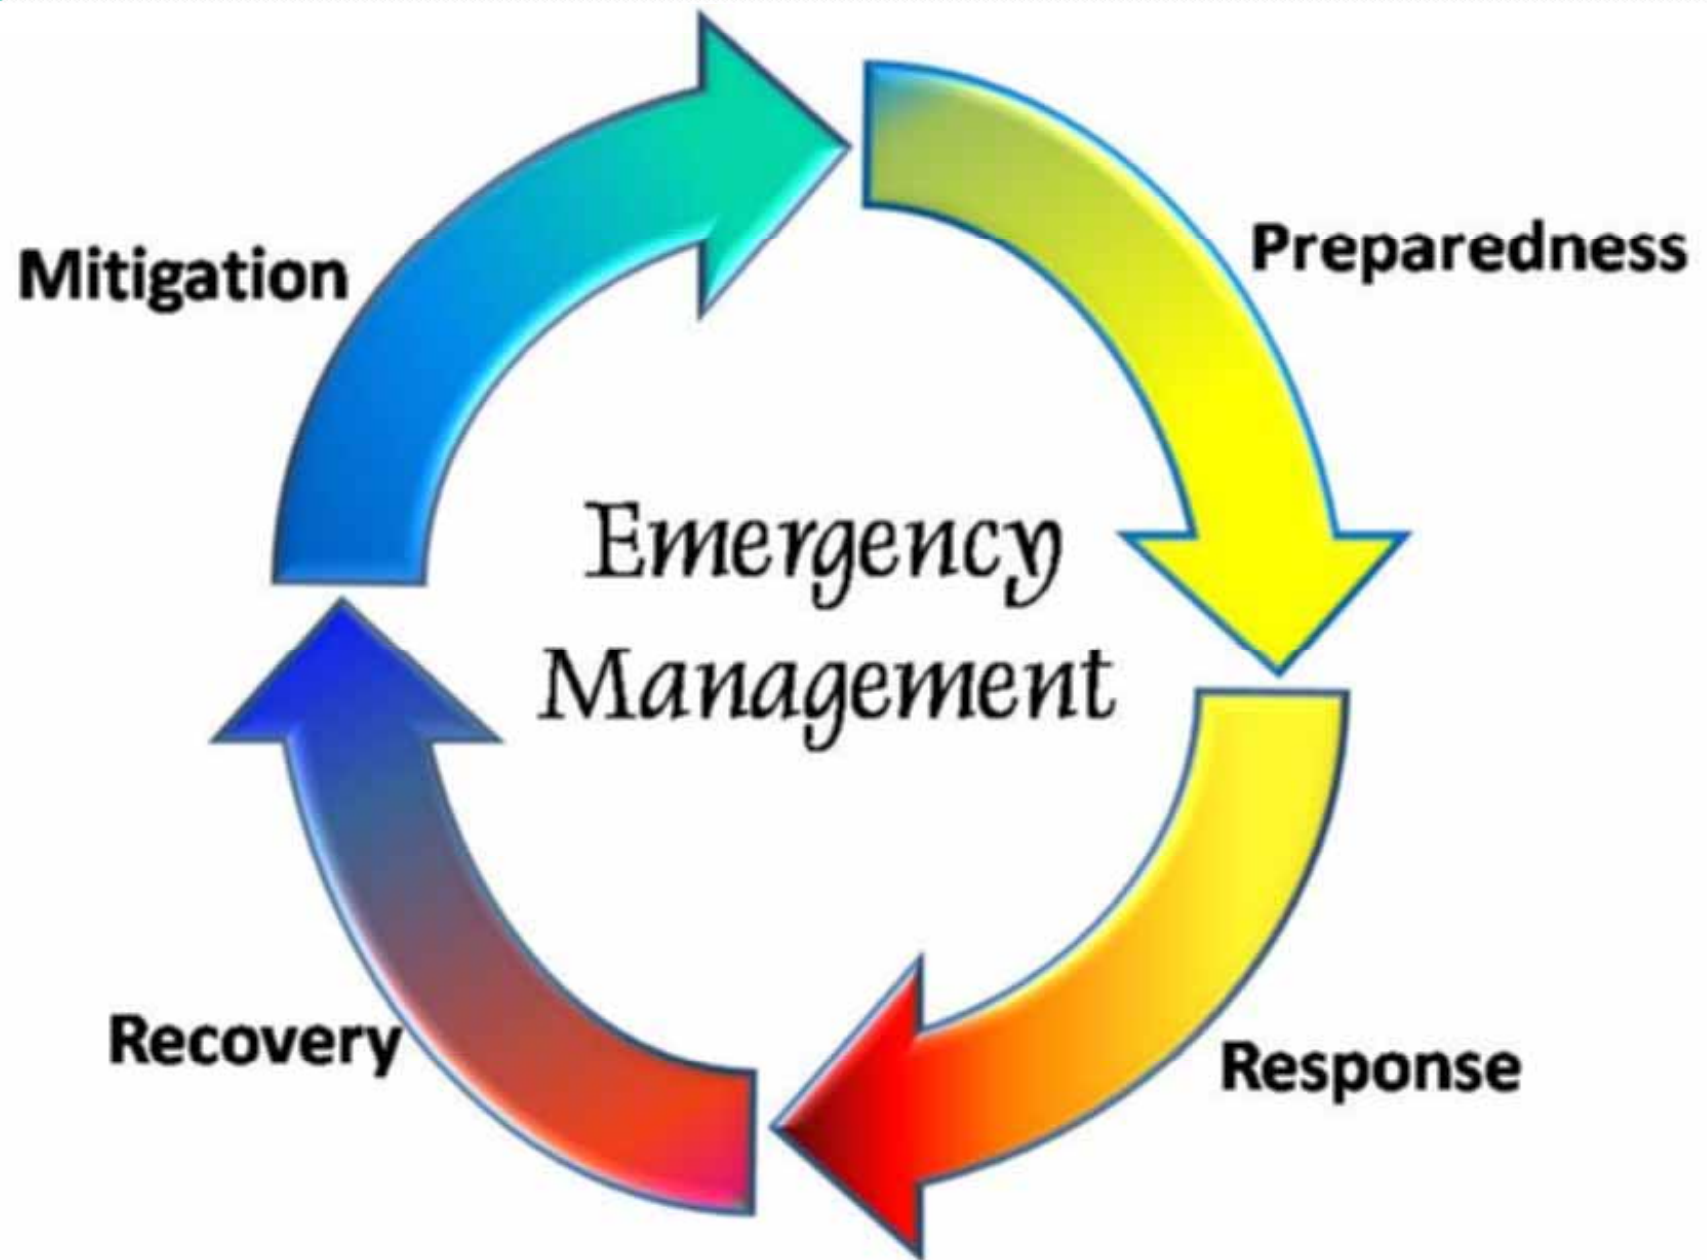 Mitigation
Preparedness
Emergency
Management
Recovery
Response